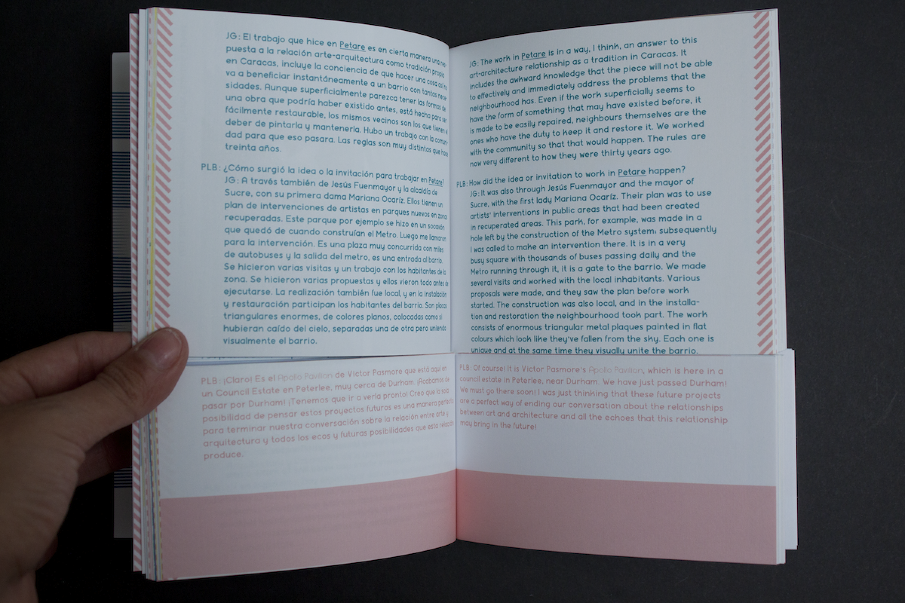 JG: El trabajo que hice en Petare es en cierta manera una res
puesta a la relación arte-arquitectura como tradición propia
en Caracas, incluye la conciencia de que hacer una cosa así no
va a beneficiar instantáneamente a un barrio con tantas nece
sidades. Aunque superficialmente parezca tener las formas de
una obra que podría haber existido antes, está hecha para ser
fácilmente restaurable, los mismos vecinos son los que tienen el
deber de pintarla y mantenerla. Hubo un trabajo con la comuni
dad para que eso pasara. Las reglas son muy distintas que hace
treinta años.
PLB: ¿Cómo surgió la idea o la invitación para trabajar en Petare?
JG: A través también de Jesús Fuenmayor y la alcaldía de
Sucre, con su primera dama Mariana Ocariz. Ellos tienen un
plan de intervenciones de artistas en parques nuevos en zonas
recuperadas. Este parque por ejemplo se hizo en un socavón
que quedó de cuando construían el Metro. Luego me llamaron
para la intervención. Es una plaza muy concurrida con miles
de autobuses y la salida del metro, es una entrada al barrio.
Se hicieron varias visitas y un trabajo con los habitantes de la
zona. Se hicieron varias propuestas y ellos vieron todo antes de
ejecutarse. La realización también fue local, y en la instalación
y restauración participan los habitantes del barrio. Son placas
triangulares enormes, de colores planos, colocadas como si
hubieran caído del cielo, separadas una de otra pero uniendo
visualmente el barrio.
JG: The work in Petare is in a way, I think, an answer to this
art-architecture relationship as a tradition in Caracas. It
includes the awkward knowledge that the piece will not be able
to effectively and immediately address the problems that the
neighbourhood has. Even if the work superficially seems to
have the form of something that may have existed before, it
is made to be easily repaired, neighbours themselves are the
ones who have the duty to keep it and restore it. We worked
with the community so that that would happen. The rules are
now very different to how they were thirty years ago.
PLB: How did the idea or invitation to work in Petare happen?
JG: It was also through Jesús Fuenmayor and the mayor of
Sucre, with the first lady Mariana Ocariz. Their plan was to use
artists' interventions in public areas that had been created
in recuperated areas. This park, for example, was made in a
hole left by the construction of the Metro system; subsequently
I was called to make an intervention there. It is in a very
busy square with thousands of buses passing daily and the
Metro running through it, it is a gate to the barrio. We made
several visits and worked with the local inhabitants. Various
proposals were made, and they saw the plan before work
started. The construction was also local, and in the installa-
tion and restoration the neighbourhood took part. The work
consists of enormous triangular metal plaques painted in flat
colours which look like they've fallen from the sky. Each one is
unique and at the same time they visually unite the barrio.
PLB: ¡Claro! Es el Apollo Pavilion de Victor Pasmore que está aquí en
un Council Estate en Peterlee, muy cerca de Durham. ¡Acabamos de
pasar por Durham! ¡Tenemos que ir a verla pronto! Creo que la
posibilidad de pensar estos proyectos futuros es una manera perfecta
para terminar nuestra conversación sobre la relación entre arte y
arquitectura y todos los ecos y futuras posibilidades que esta relación
produce.
PLB: Of course! It is Victor Pasmore's Apollo Pavilion, which is here in a
council estate in Peterlee, near Durham. We have just passed Durham!
We must go there soon! I was just thinking that these future projects
are a perfect way of ending our conversation about the relationships
between art and architecture and all the echoes that this relationship
may bring in the future!